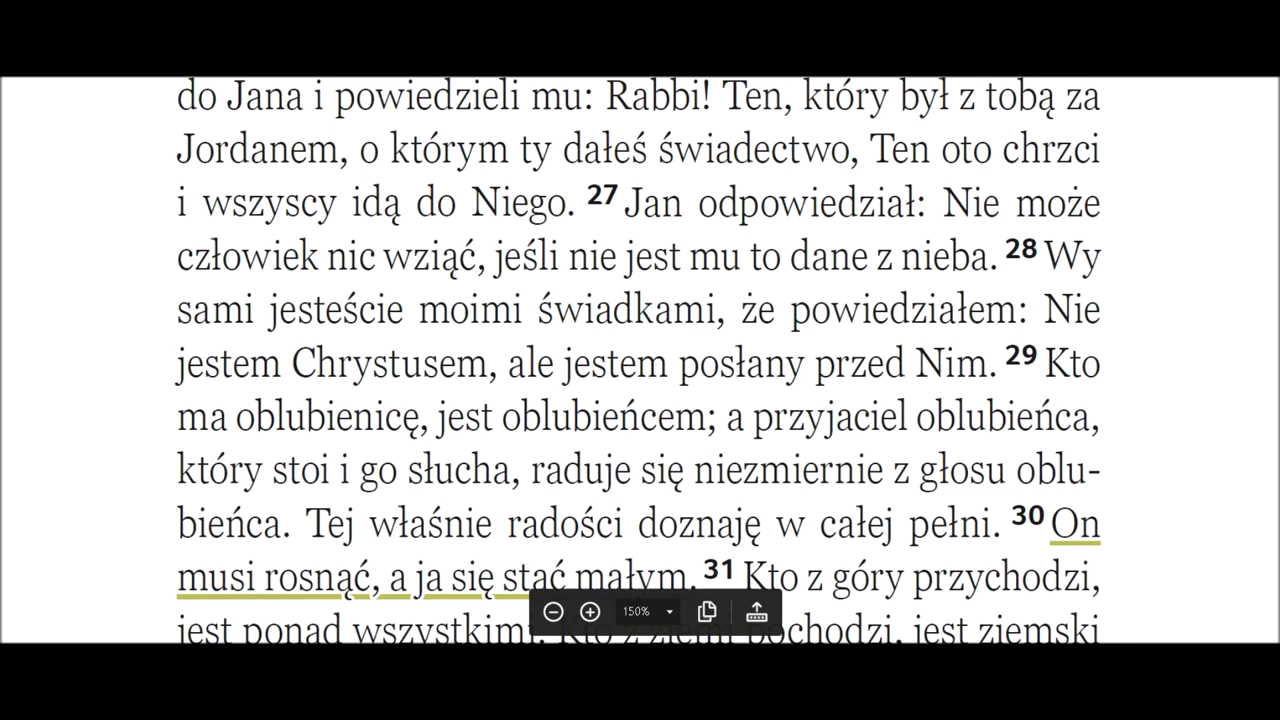 do Jana i powiedzieli mu: Rabbi! Ten, który był z tobą za
Jordanem, o którym ty dałeś świadectwo, Ten oto chrzci
i wszyscy idą do Niego. 27 Jan odpowiedział: Nie może
człowiek nic wziąć, jeśli nie jest mu to dane z nieba. 28 Wy
sami jesteście moimi świadkami, że powiedziałem: Nie
jestem Chrystusem, ale jestem posłany przed Nim. 29 Kto
ma oblubienicę, jest oblubieńcem; a przyjaciel oblubieńca,
który stoi i go słucha, raduje się niezmiernie z głosu oblu-
bieńca. Tej właśnie radości doznaję w całej pełni. 30 On
musi rosnąć, a ja się stać małym. 31 Kto z góry przychodzi,
jest ponad wszystkimi. Kto z ziemi pochodzi, jest ziemski
150%